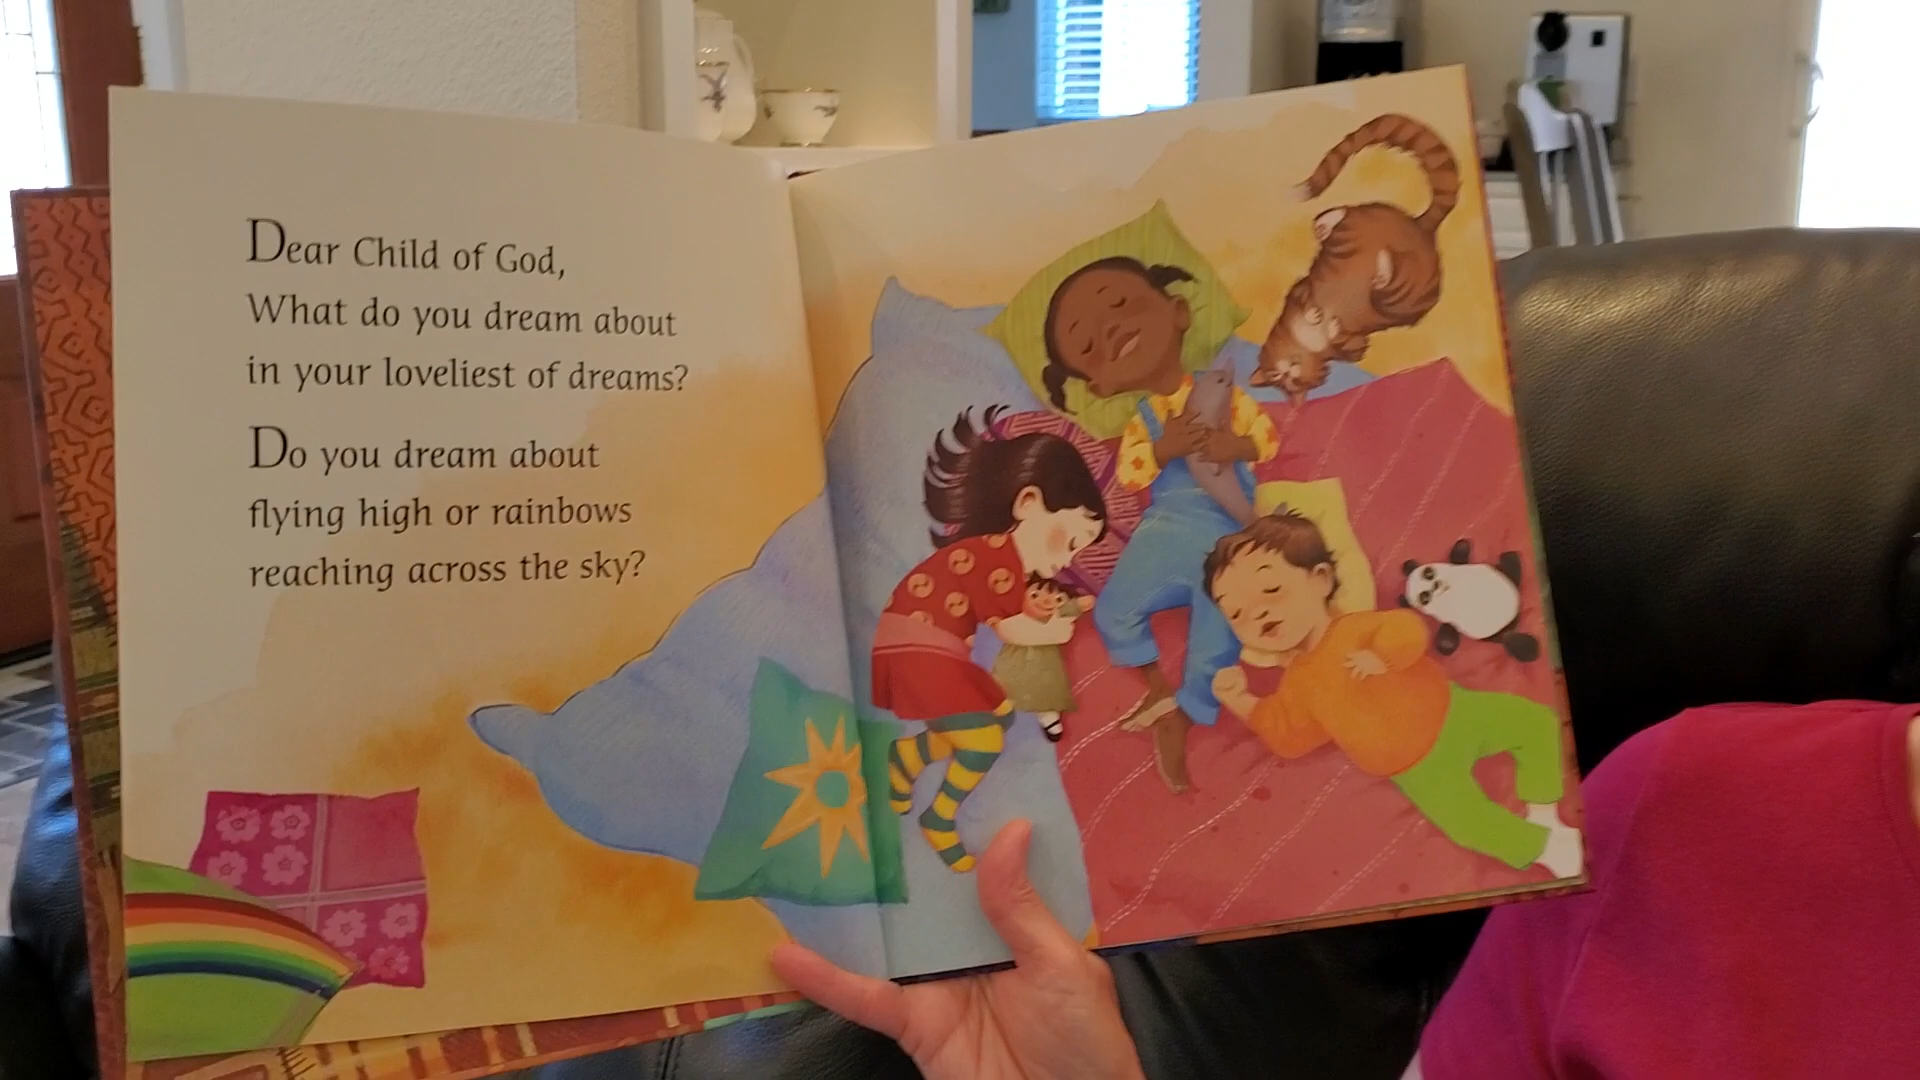 Dear Child of God,
What do you dream about
in your loveliest of dreams?
Do you dream about
flying high or rainbows
reaching across the sky?